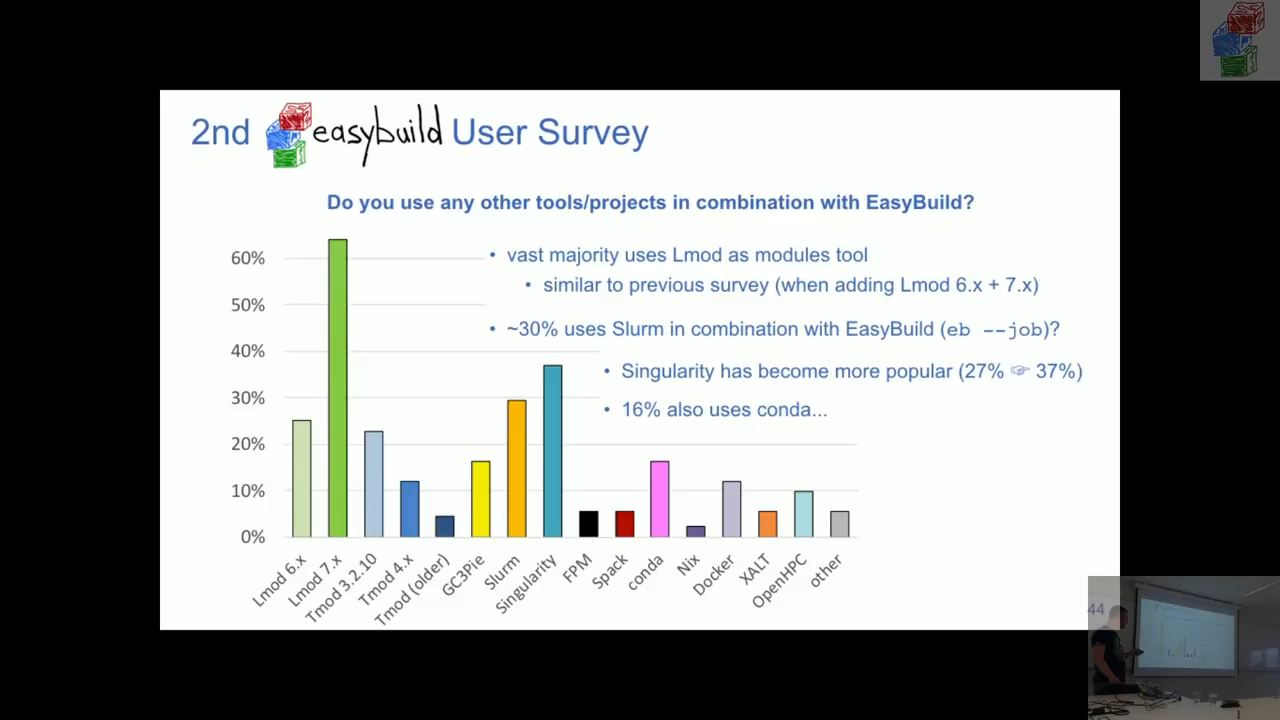 2nd easybuild User Survey
Do you use any other tools/projects in combination with EasyBuild?
• vast majority uses Lmod as modules tool
• similar to previous survey (when adding Lmod 6.x + 7.x)
• ~30% uses Slurm in combination with EasyBuild (eb --job)?
• Singularity has become more popular (27% ☞ 37%)
• 16% also uses conda...
60%
50%
40%
30%
20%
10%
0%
Lmod 6.x
Lmod 7.x
Tmod 3.2.10
Tmod 4.x
Tmod (older)
GC3Pie
Slurm
Singularity
FPM
Spack
conda
Nix
Docker
XALT
OpenHPC
other
44